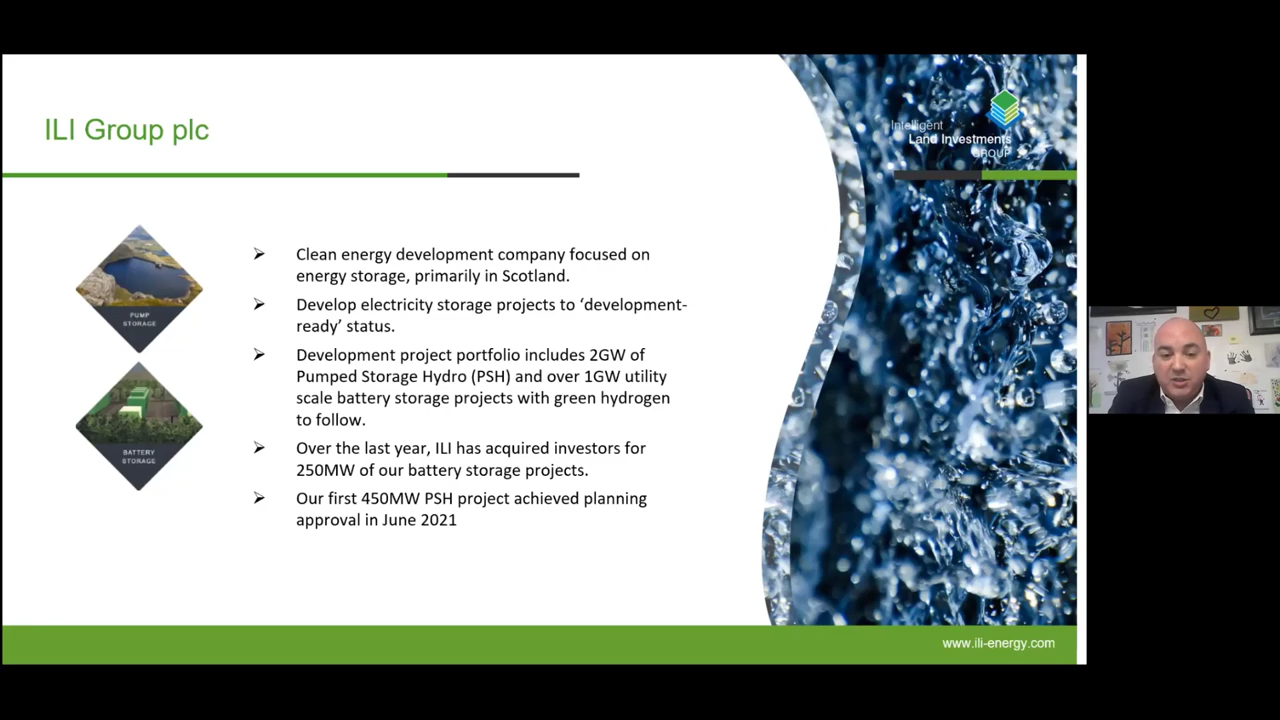 ILI Group plc
Intelligent
Land Investments
GROUP
PUMP
STORAGE
BATTERY
STORAGE
➢ Clean energy development company focused on
energy storage, primarily in Scotland.
➢ Develop electricity storage projects to ‘development-
ready’ status.
➢ Development project portfolio includes 2GW of
Pumped Storage Hydro (PSH) and over 1GW utility
scale battery storage projects with green hydrogen
to follow.
➢ Over the last year, ILI has acquired investors for
250MW of our battery storage projects.
➢ Our first 450MW PSH project achieved planning
approval in June 2021
www.ili-energy.com